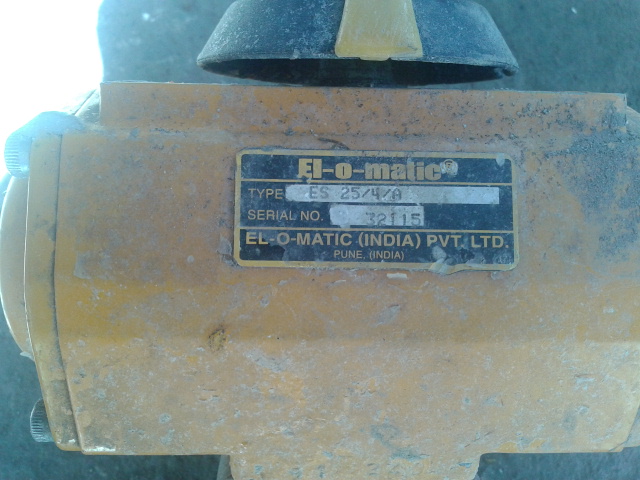 El-o-matic®
TYPE ES 25/4/A
SERIAL NO. 32115
EL-O-MATIC (INDIA) PVT. LTD.
PUNE. (INDIA)